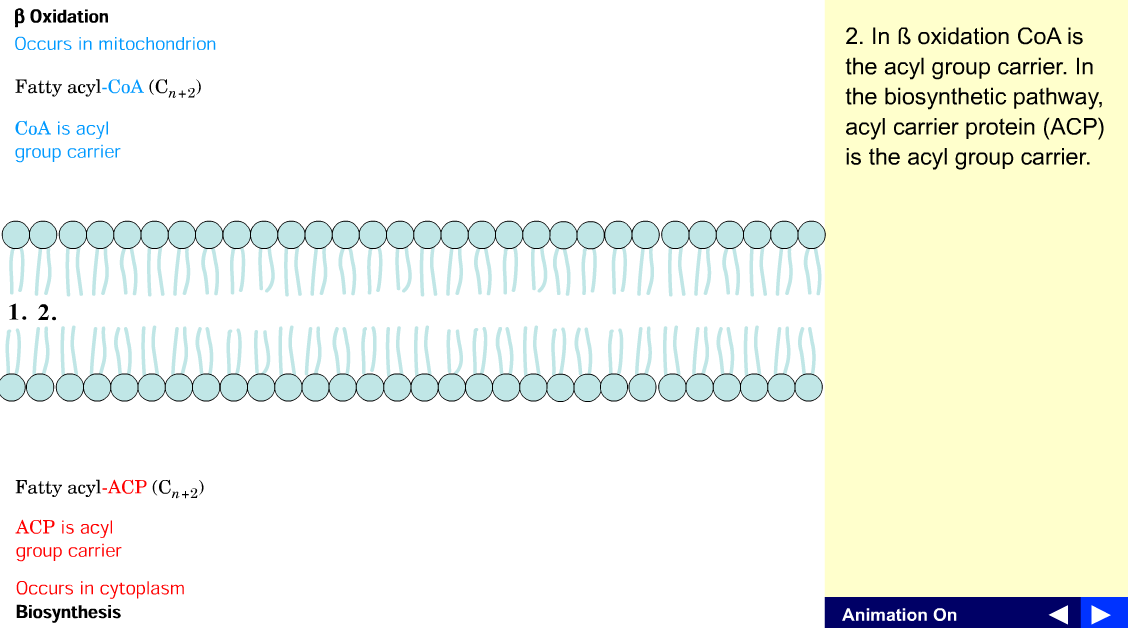 β Oxidation
Occurs in mitochondrion
Fatty acyl-CoA (Cn+2)
CoA is acyl
group carrier
1. 2.
Fatty acyl-ACP (Cn+2)
ACP is acyl
group carrier
Occurs in cytoplasm
Biosynthesis
2. In ß oxidation CoA is
the acyl group carrier. In
the biosynthetic pathway,
acyl carrier protein (ACP)
is the acyl group carrier.
Animation On